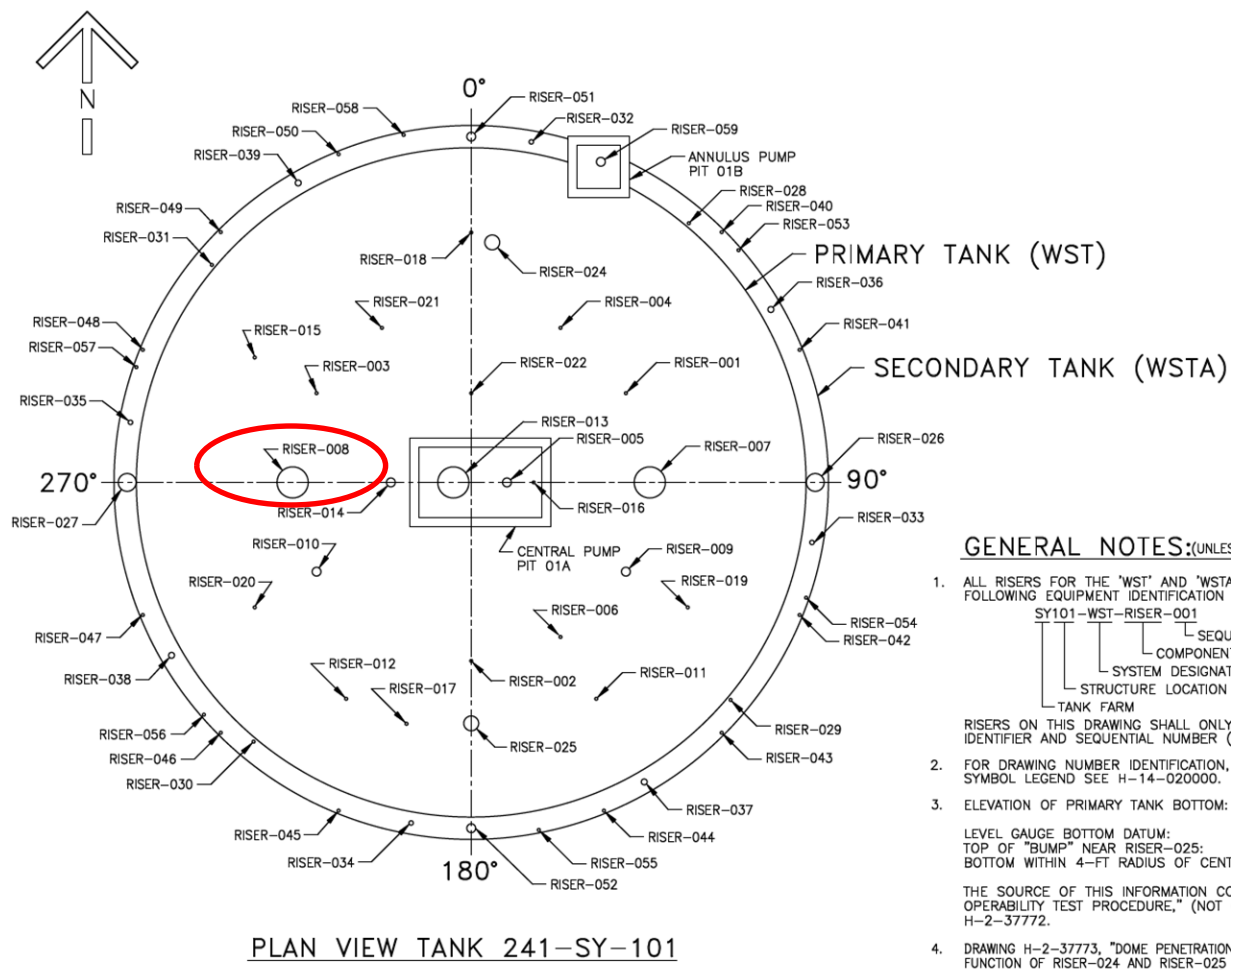 N
0°
RISER-051
RISER-058
RISER-032
RISER-050
RISER-059
RISER-039
ANNULUS PUMP
PIT 01B
RISER-028
RISER-040
RISER-049
RISER-053
RISER-031
PRIMARY TANK (WST)
RISER-018
RISER-024
RISER-036
RISER-021
RISER-004
RISER-048
RISER-041
RISER-015
RISER-057
RISER-003
RISER-022
RISER-001
SECONDARY TANK (WSTA)
RISER-035
RISER-013
RISER-008
RISER-005
RISER-007
RISER-026
270°
90°
RISER-014
RISER-016
RISER-027
RISER-033
RISER-010
CENTRAL PUMP
PIT 01A
RISER-009
RISER-020
RISER-019
RISER-006
RISER-054
RISER-047
RISER-042
RISER-012
RISER-038
RISER-002
RISER-011
RISER-017
RISER-056
RISER-029
RISER-025
RISER-046
RISER-043
RISER-030
RISER-037
RISER-045
RISER-044
RISER-034
RISER-055
180°
RISER-052
PLAN VIEW TANK 241-SY-101
GENERAL NOTES: (UNLES
1. ALL RISERS FOR THE 'WST' AND 'WSTA
FOLLOWING EQUIPMENT IDENTIFICATION
SY101-WST-RISER-001
SEQU
COMPONENT
SYSTEM DESIGNAT
STRUCTURE LOCATION
TANK FARM
RISERS ON THIS DRAWING SHALL ONLY
IDENTIFIER AND SEQUENTIAL NUMBER (
2. FOR DRAWING NUMBER IDENTIFICATION,
SYMBOL LEGEND SEE H-14-020000.
3. ELEVATION OF PRIMARY TANK BOTTOM:
LEVEL GAUGE BOTTOM DATUM:
TOP OF "BUMP" NEAR RISER-025:
BOTTOM WITHIN 4-FT RADIUS OF CENT
THE SOURCE OF THIS INFORMATION CO
OPERABILITY TEST PROCEDURE," (NOT
H-2-37772.
4. DRAWING H-2-37773, "DOME PENETRATION
FUNCTION OF RISER-024 AND RISER-025